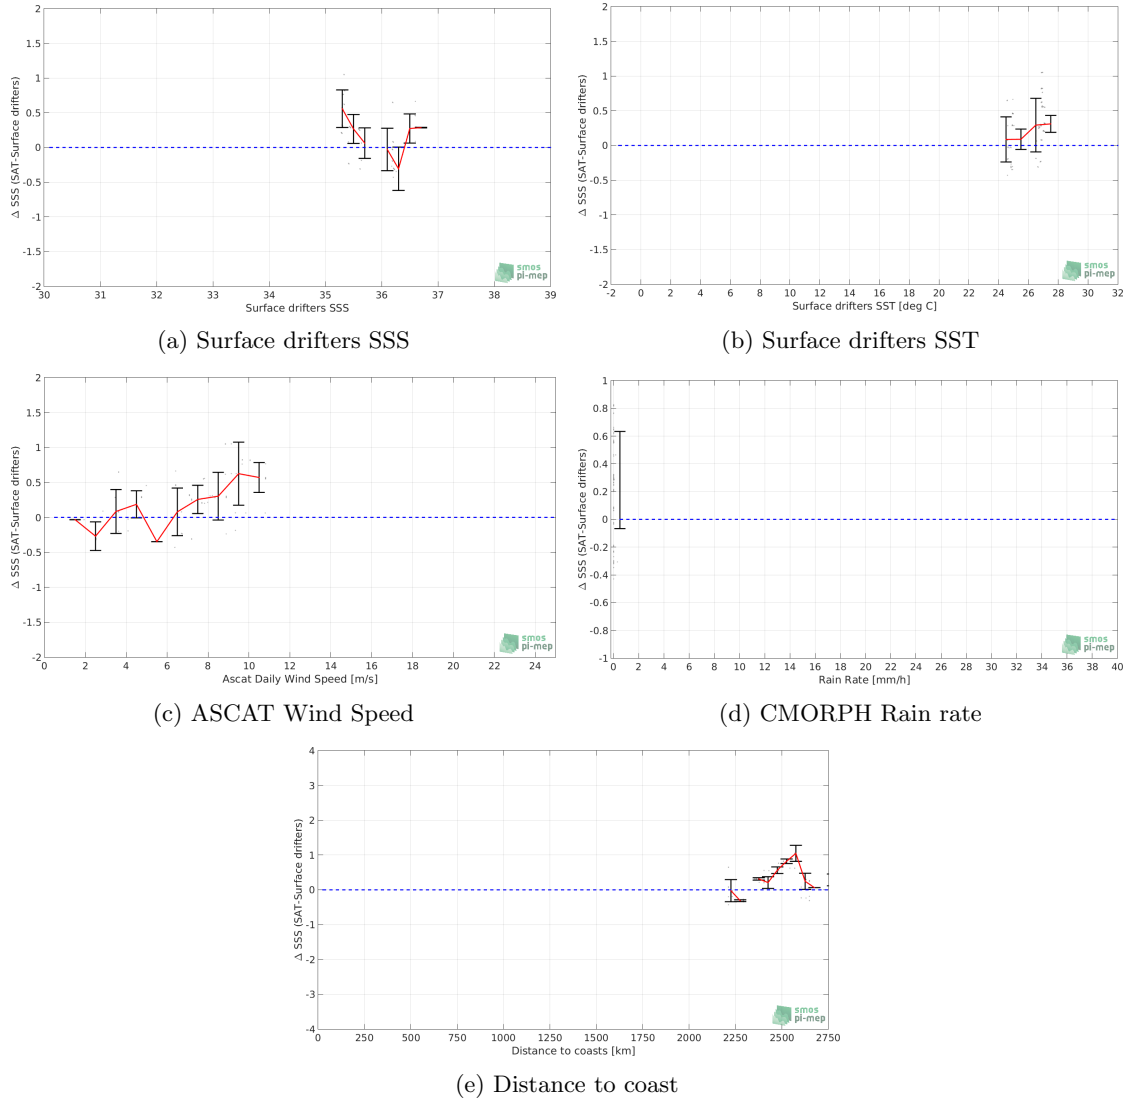 2
1.5
1
0.5
0
-0.5
-1
-1.5
-2
Δ SSS (SAT-Surface drifters)
30 31 32 33 34 35 36 37 38 39
Surface drifters SSS
smos
pi-mep
(a) Surface drifters SSS
2
1.5
1
0.5
0
-0.5
-1
-1.5
-2
Δ SSS (SAT-Surface drifters)
-2 0 2 4 6 8 10 12 14 16 18 20 22 24 26 28 30 32
Surface drifters SST [deg C]
smos
pi-mep
(b) Surface drifters SST
2
1.5
1
0.5
0
-0.5
-1
-1.5
-2
Δ SSS (SAT-Surface drifters)
0 2 4 6 8 10 12 14 16 18 20 22 24
Ascat Daily Wind Speed [m/s]
smos
pi-mep
(c) ASCAT Wind Speed
1
0.8
0.6
0.4
0.2
0
-0.2
-0.4
-0.6
-0.8
-1
Δ SSS (SAT-Surface drifters)
0 2 4 6 8 10 12 14 16 18 20 22 24 26 28 30 32 34 36 38 40
Rain Rate [mm/h]
smos
pi-mep
(d) CMORPH Rain rate
4
3
2
1
0
-1
-2
-3
-4
Δ SSS (SAT-Surface drifters)
0 250 500 750 1000 1250 1500 1750 2000 2250 2500 2750
Distance to coasts [km]
smos
pi-mep
(e) Distance to coast